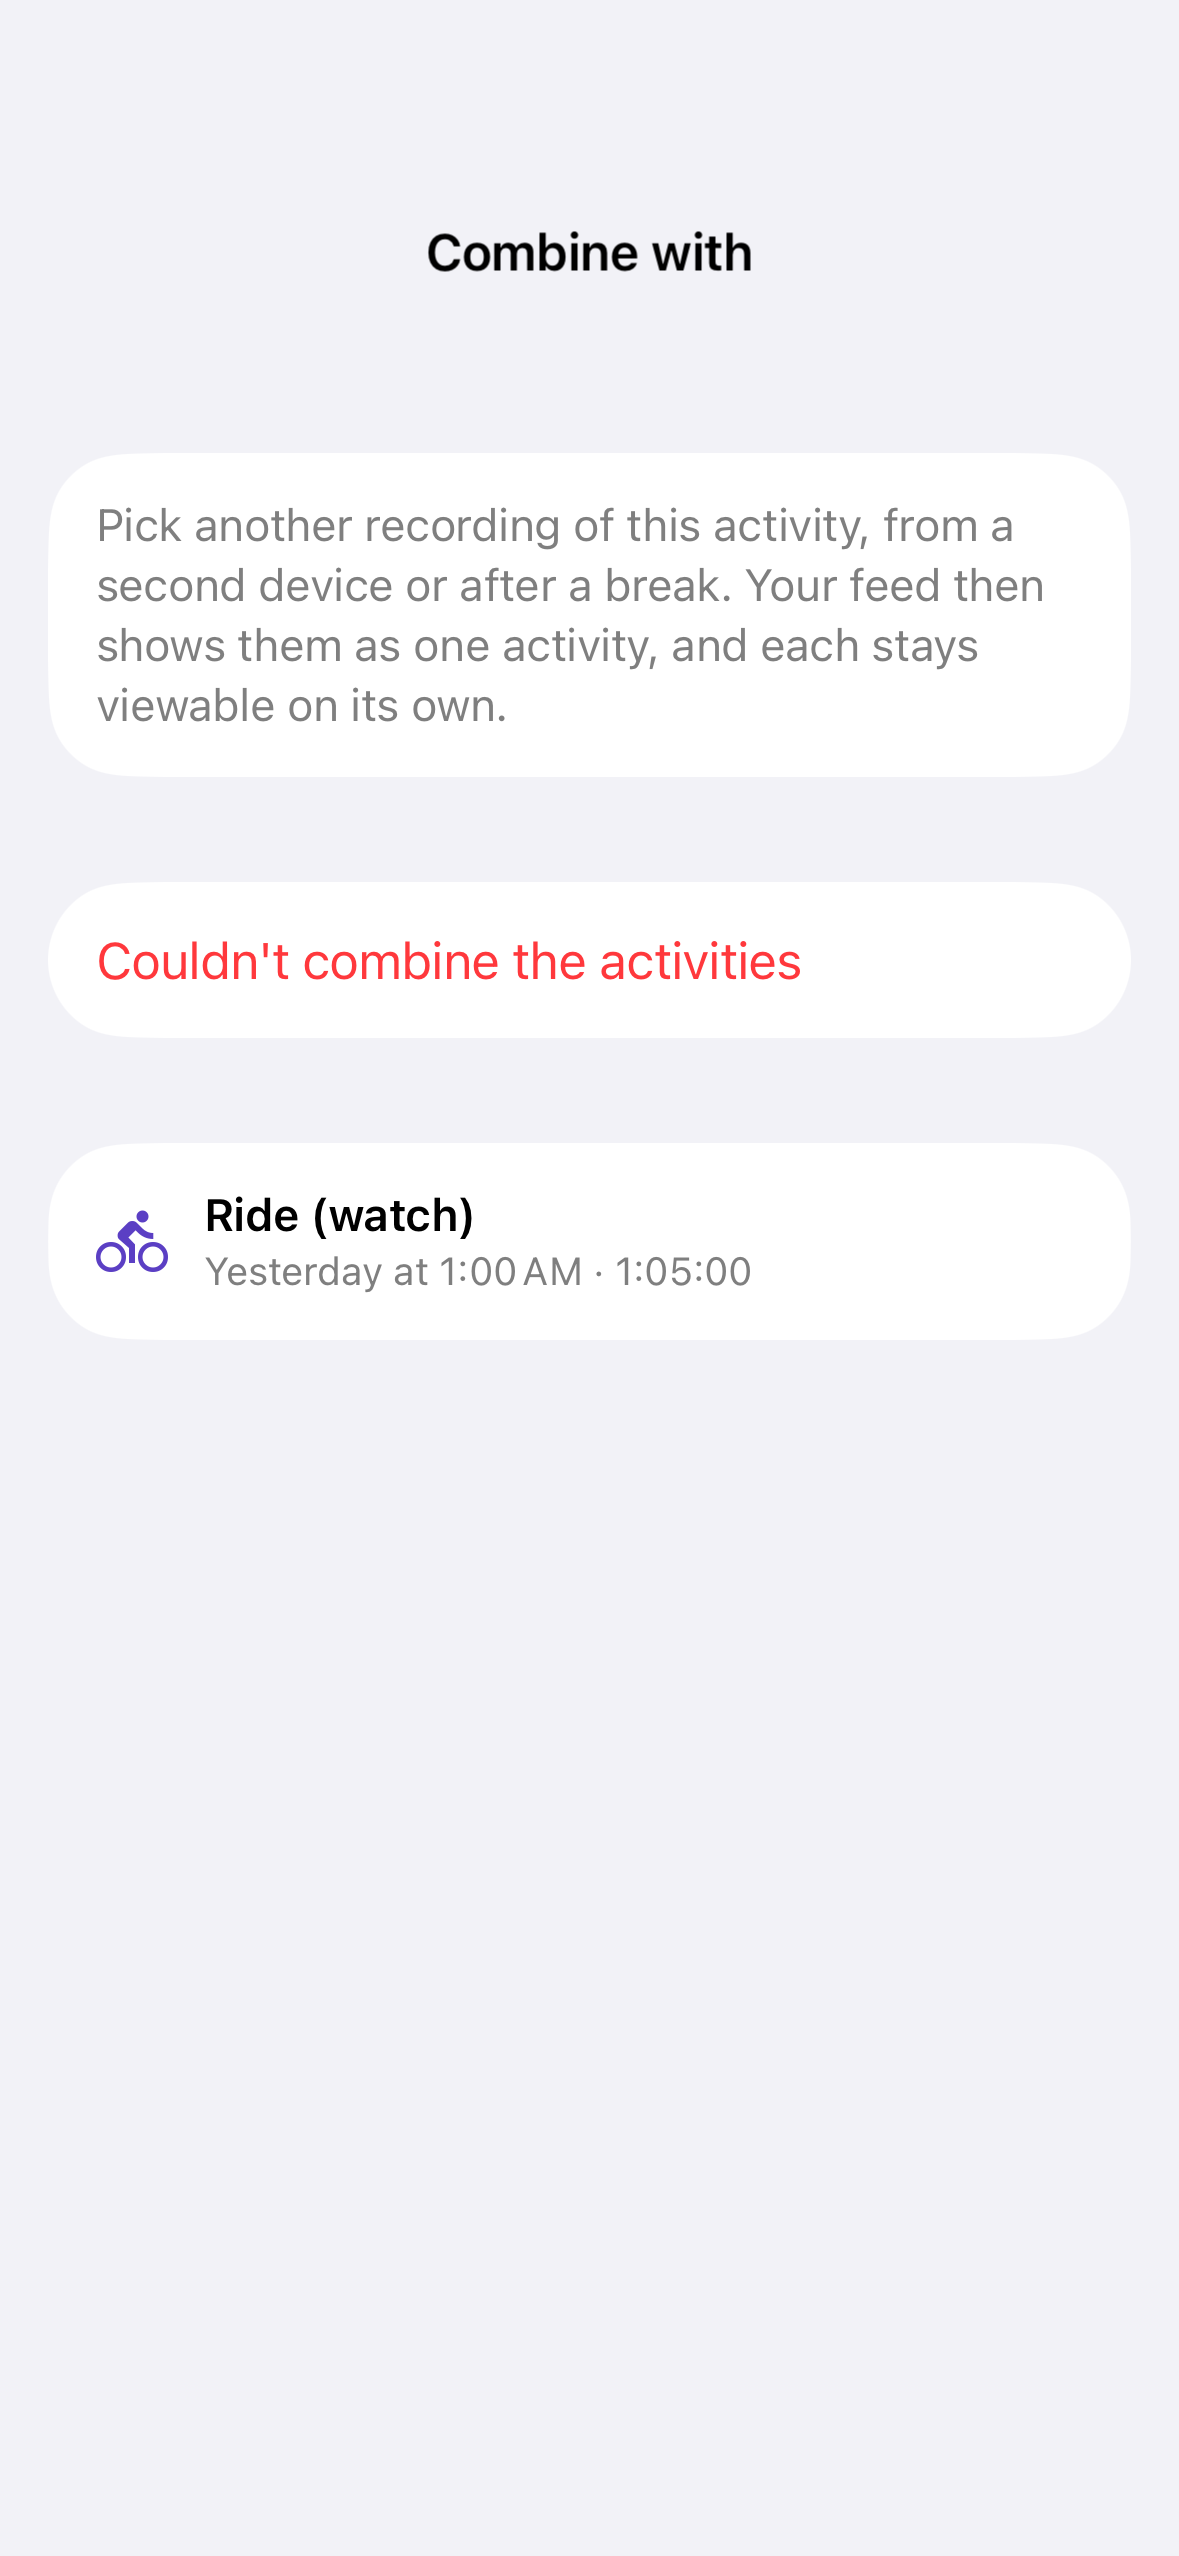 Combine with
Pick another recording of this activity, from a
second device or after a break. Your feed then
shows them as one activity, and each stays
viewable on its own.
Couldn't combine the activities
Ride (watch)
Yesterday at 1:00 AM · 1:05:00